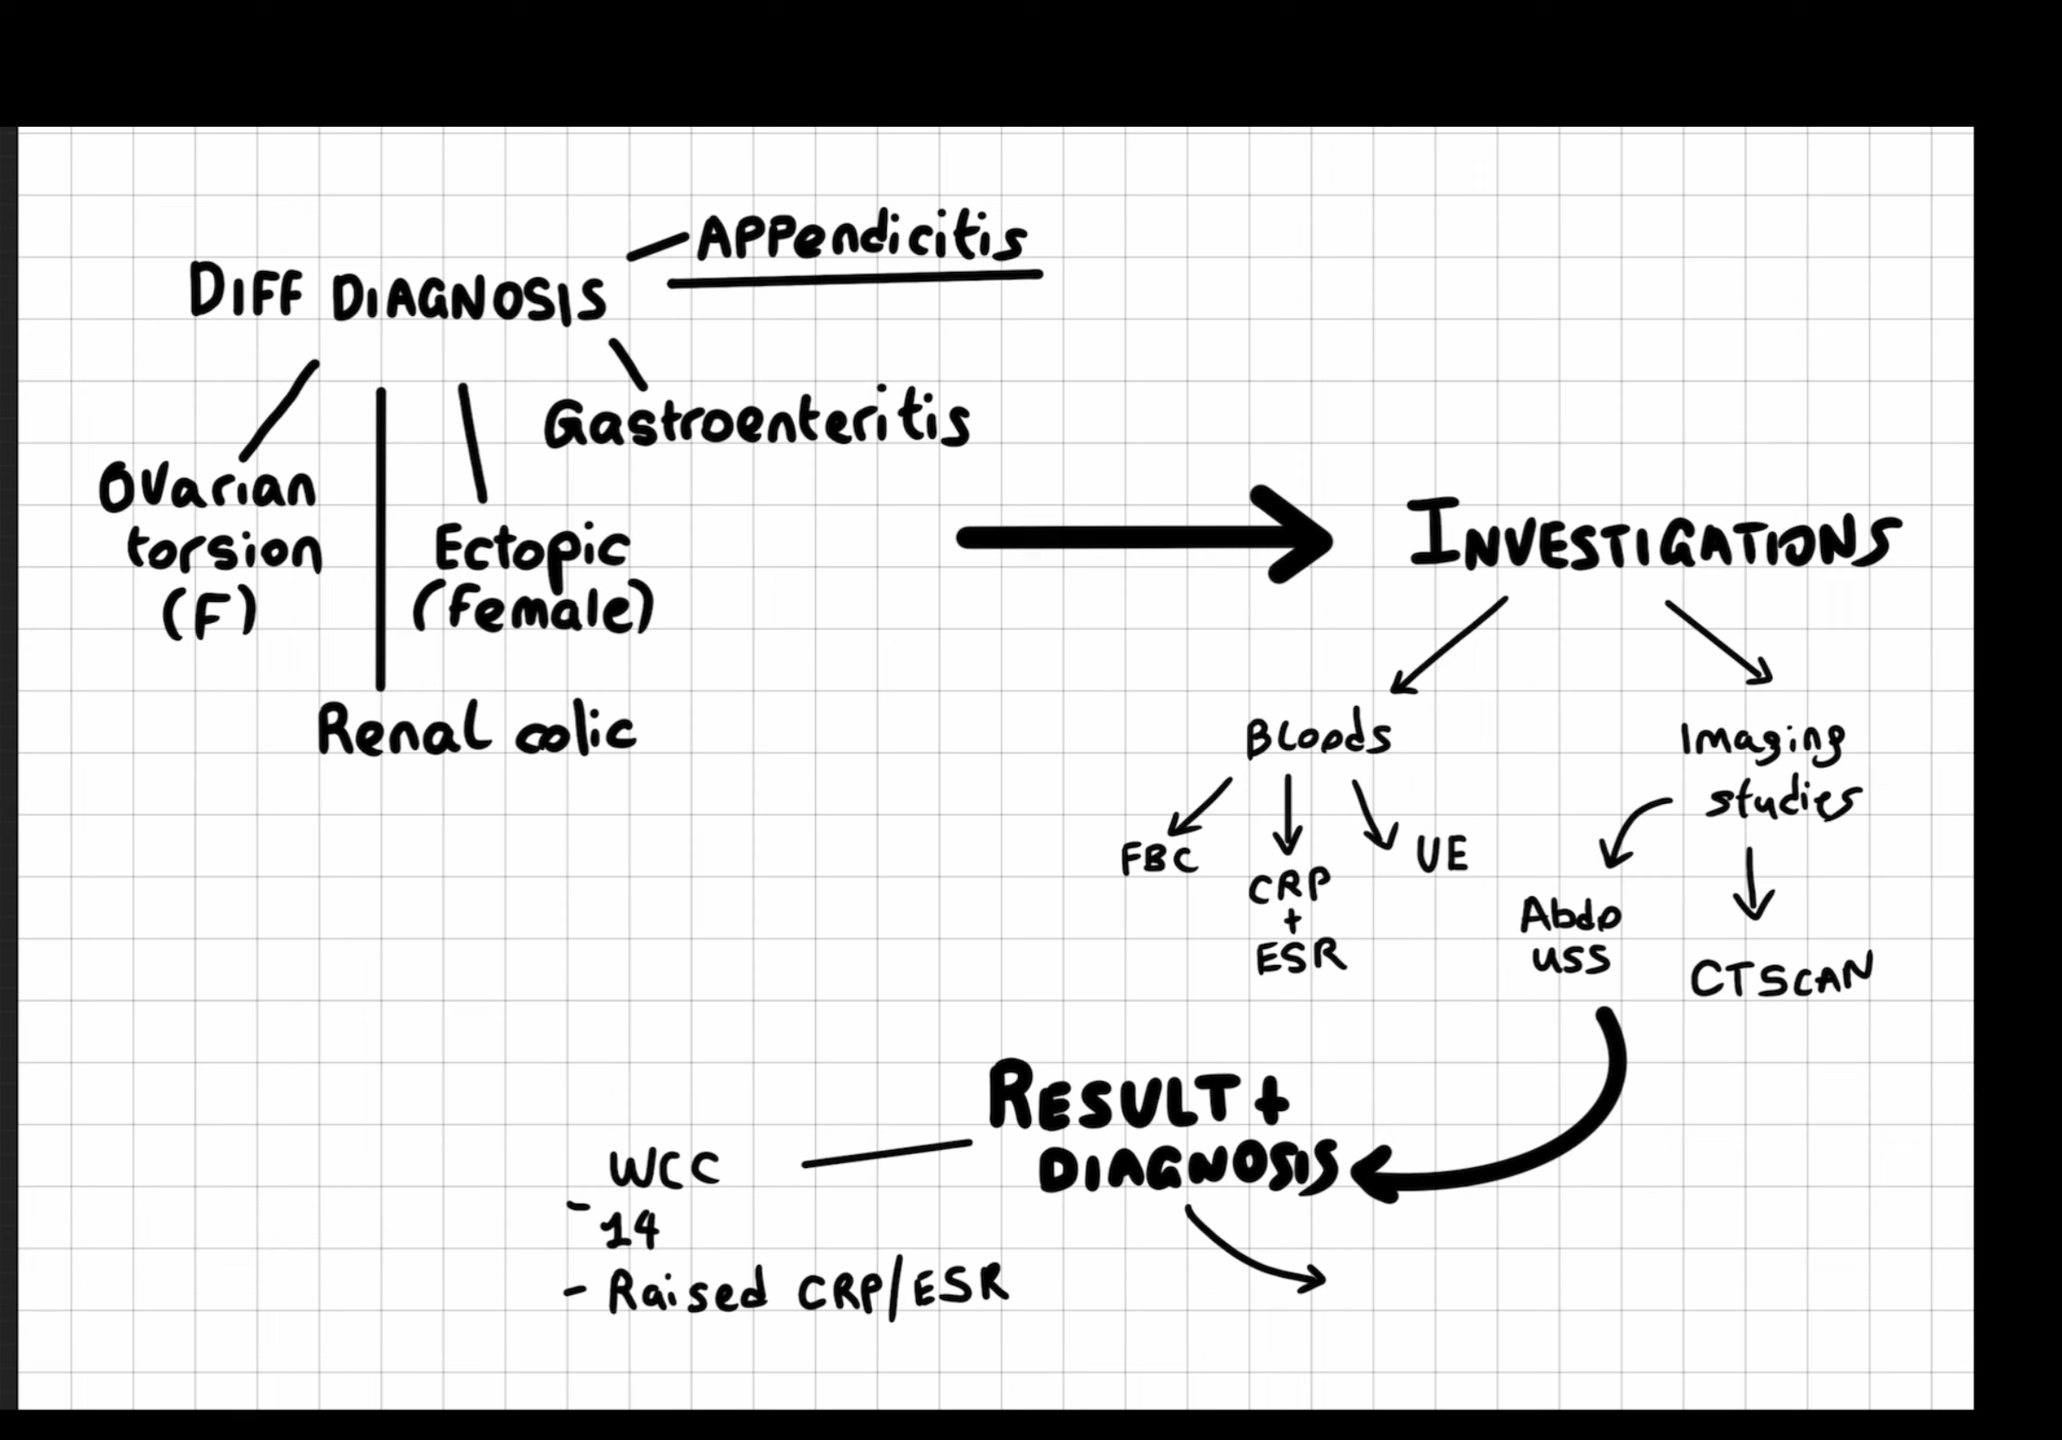 APPendicitis
DIFF DIAGNOSIS
Gastroenteritis
Ovarian
torsion
(F)
Ectopic
(Female)
Renal colic
INVESTIGATIONS
Bloods
Imaging
studies
FBC
CRP
+
ESR
UE
Abdo
USS
CTSCAN
RESULT +
DIAGNOSIS
WCC
- 14
- Raised CRP/ESR